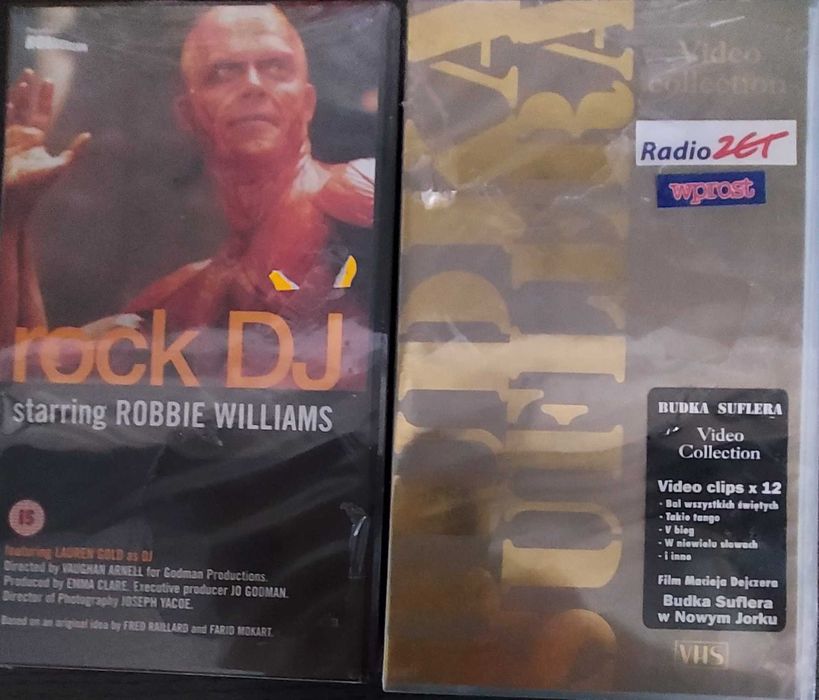 rock DJ
starring ROBBIE WILLIAMS
15
featuring LAUREN GOLD as DJ
Directed by VAUGHAN ARNELL for Godman Productions.
Produced by EMMA CLARE. Executive producer JO GODMAN.
Director of Photography JOSEPH YACOE.
Based on an original idea by FRED RAILLARD and FARID MOKART.
BUDKA
SUFLERA
Video
collection
Radio ZET
wprost
BUDKA SUFLERA
Video
Collection
Video clips x 12
- Bal wszystkich świętych
- Takie tango
- V bieg
- W niewielu słowach
- i inne
Film Macieja Dejczera
Budka Suflera
w Nowym Jorku
VHS